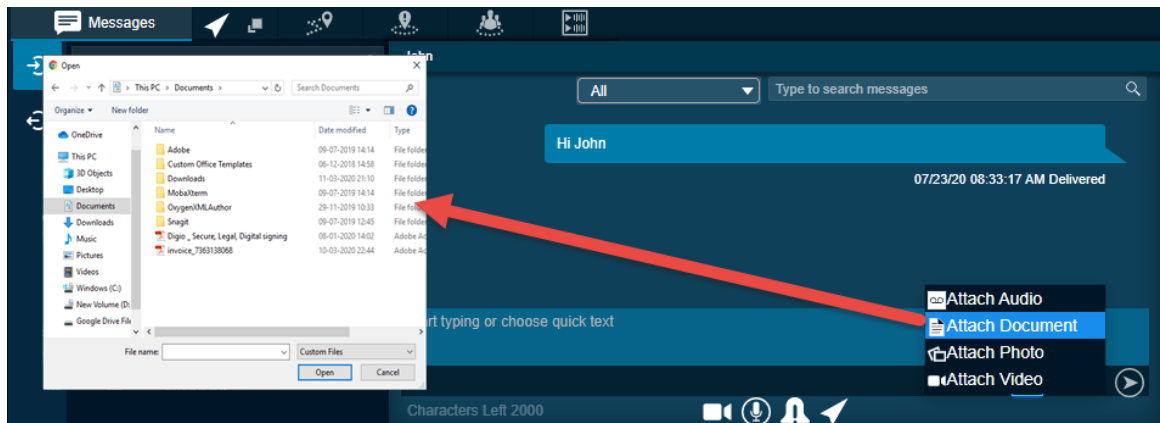 Messages
John
Open
This PC > Documents >
Search Documents
Organize
New folder
Name Date modified Type
OneDrive
This PC
3D Objects
Desktop
Documents
Downloads
Music
Pictures
Videos
Windows (C:)
New Volume (D:
Google Drive File
Adobe 09-07-2019 14:14 File folder
Custom Office Templates 06-12-2018 14:58 File folder
Downloads 11-03-2020 21:10 File folder
MobaXterm 09-07-2019 14:14 File folder
OxygenXMLAuthor 29-11-2019 10:33 File
Snagit 09-07-2019 12:45 File folder
Digio _ Secure, Legal, Digital signing 08-01-2020 14:02 Adobe Ac
invoice_7363138068 10-03-2020 22:44 Adobe Ac
File name: Custom Files
Open Cancel
All
Type to search messages
Hi John
07/23/20 08:33:17 AM Delivered
rt typing or choose quick text
Attach Audio
Attach Document
Attach Photo
Attach Video
Characters Left 2000